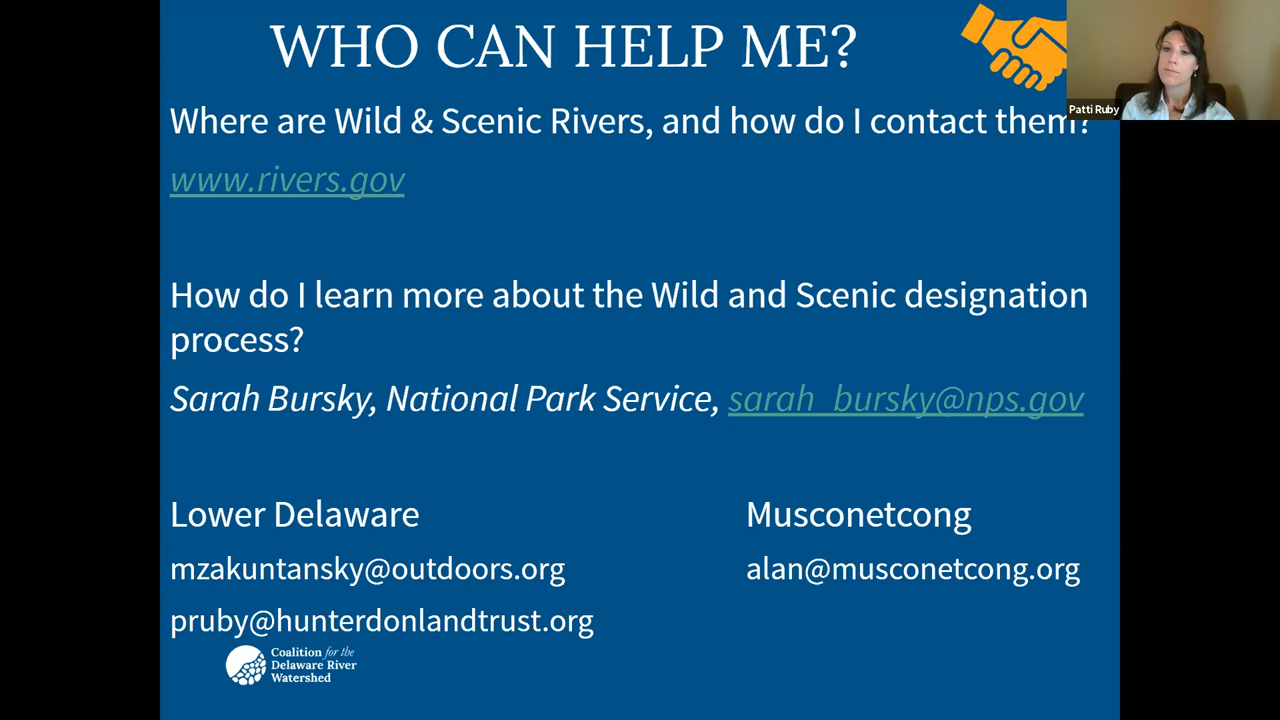 WHO CAN HELP ME?
Patti Ruby
Where are Wild & Scenic Rivers, and how do I contact them?
www.rivers.gov
How do I learn more about the Wild and Scenic designation
process?
Sarah Bursky, National Park Service, sarah_bursky@nps.gov
Lower Delaware
Musconetcong
mzakuntansky@outdoors.org
alan@musconetcong.org
pruby@hunterdonlandtrust.org
Coalition for the
Delaware River
Watershed